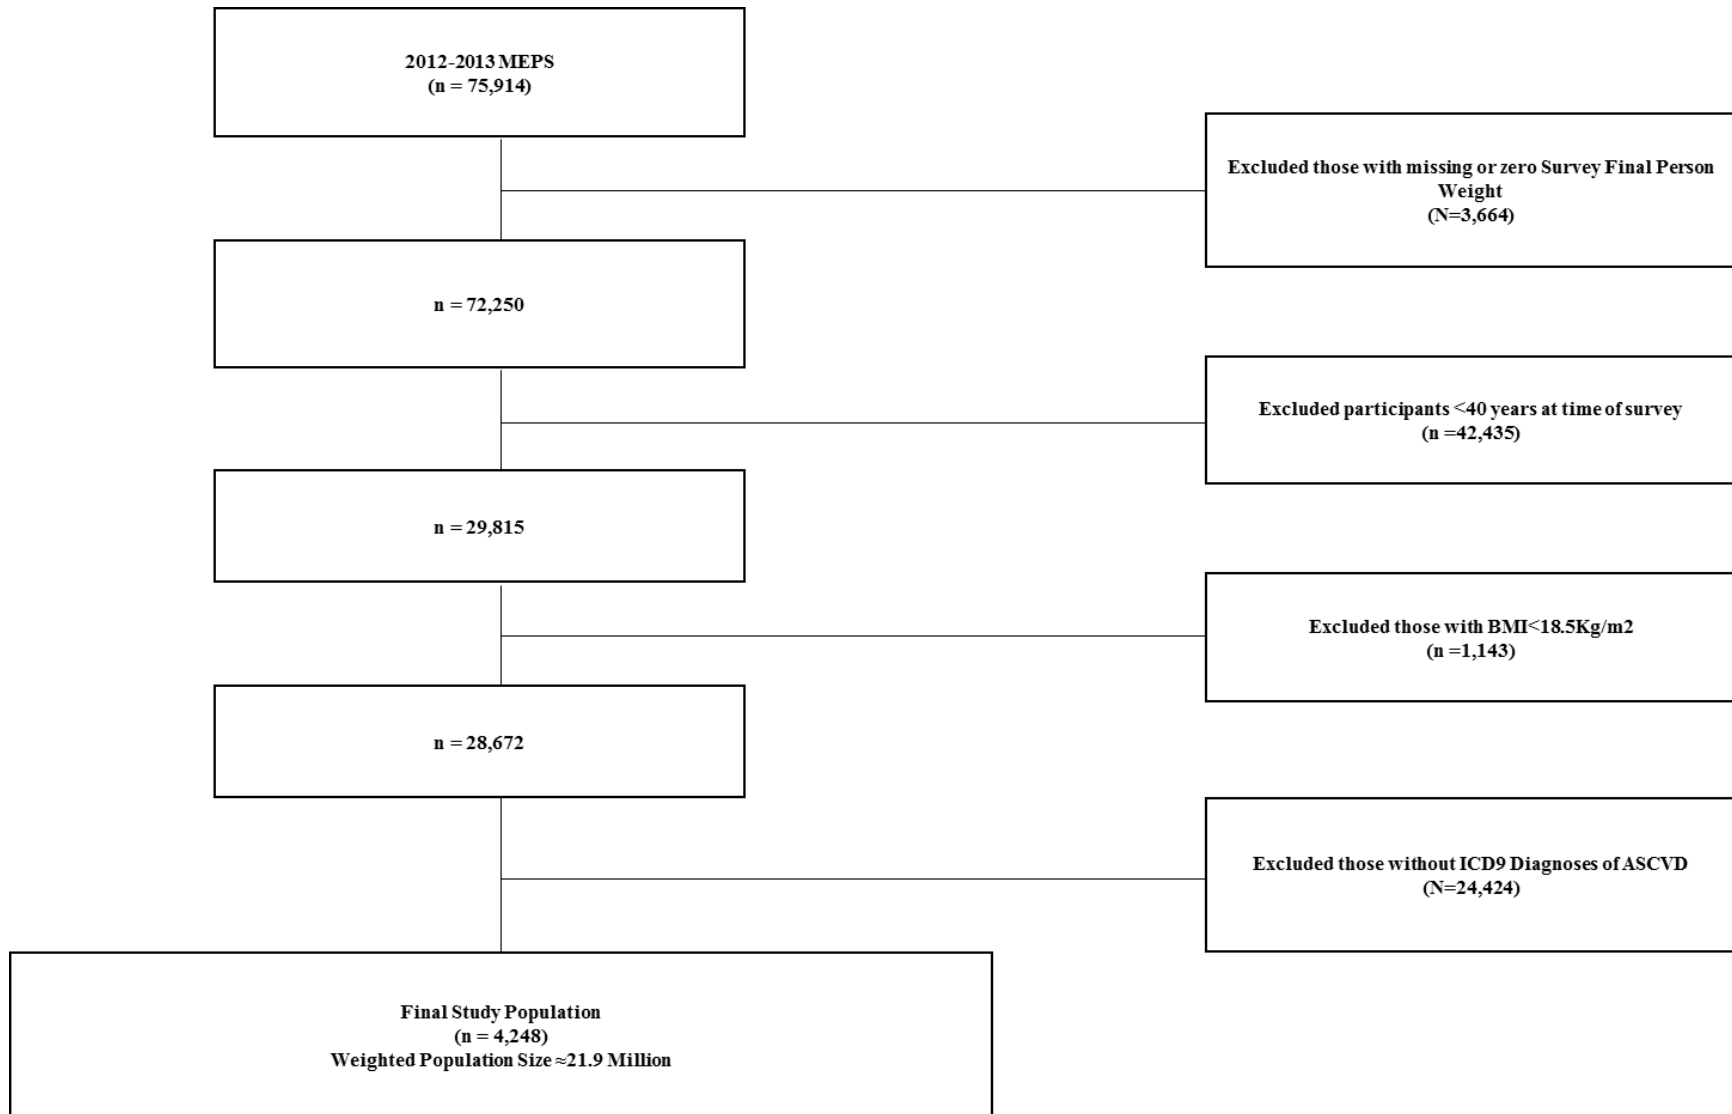 2012-2013 MEPS
(n = 75,914)
Excluded those with missing or zero Survey Final Person
Weight
(N=3,664)
n = 72,250
Excluded participants <40 years at time of survey
(n =42,435)
n = 29,815
Excluded those with BMI<18.5Kg/m2
(n =1,143)
n = 28,672
Excluded those without ICD9 Diagnoses of ASCVD
(N=24,424)
Final Study Population
(n = 4,248)
Weighted Population Size ≈21.9 Million